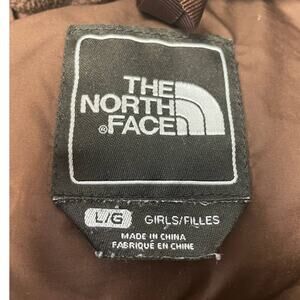 THE
NORTH
®FACE
L/G GIRLS/FILLES
MADE IN CHINA
FABRIQUÉ EN CHINE